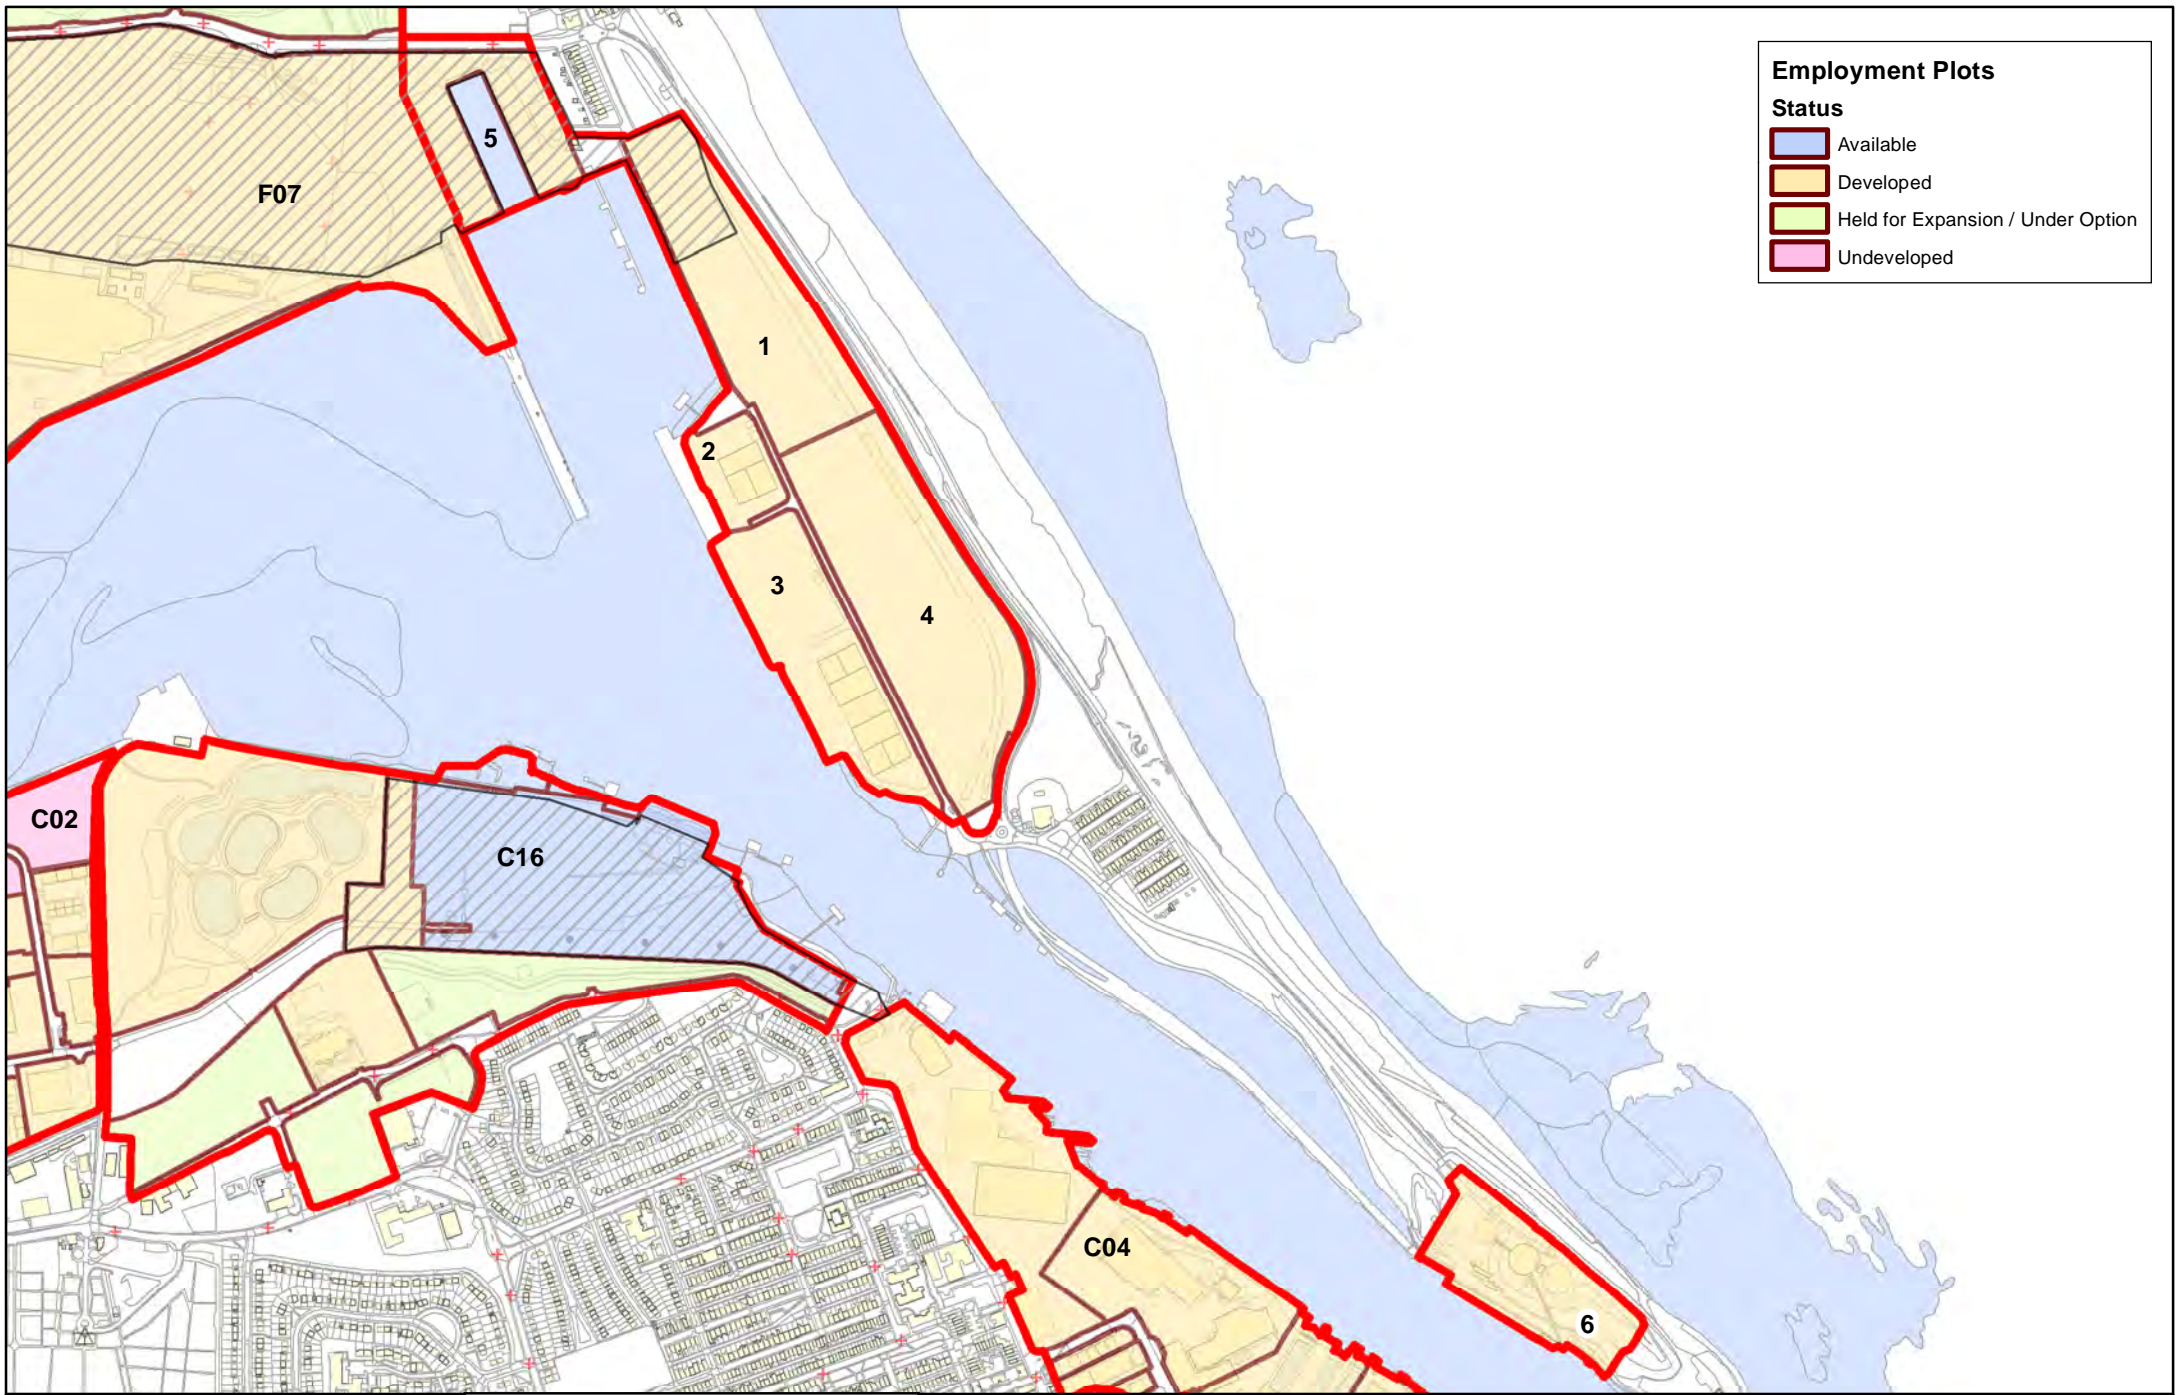 Employment Plots
Status
Available
Developed
Held for Expansion / Under Option
Undeveloped
5
F07
1
2
3
4
C02
C16
C04
6